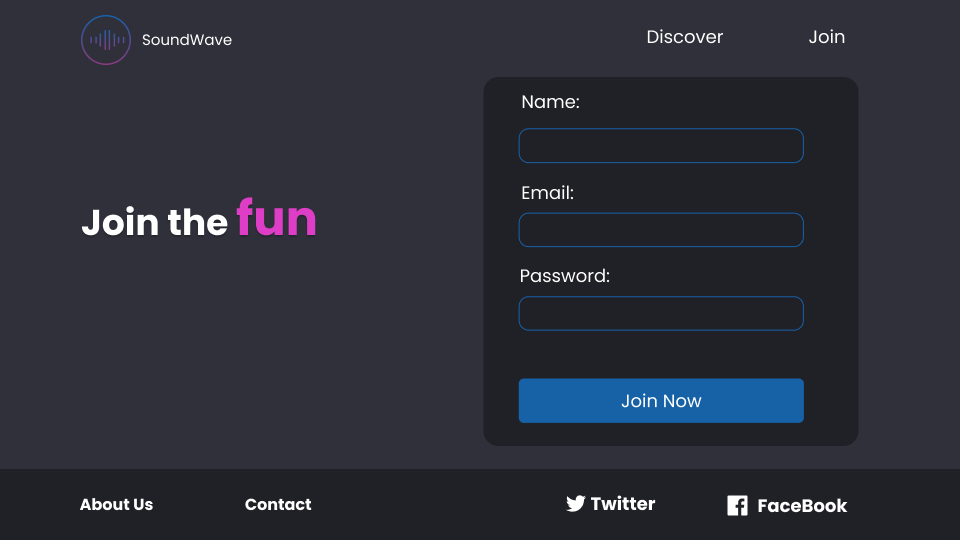 SoundWave
Discover
Join
Join the fun
Name:
Email:
Password:
Join Now
About Us
Contact
Twitter
FaceBook